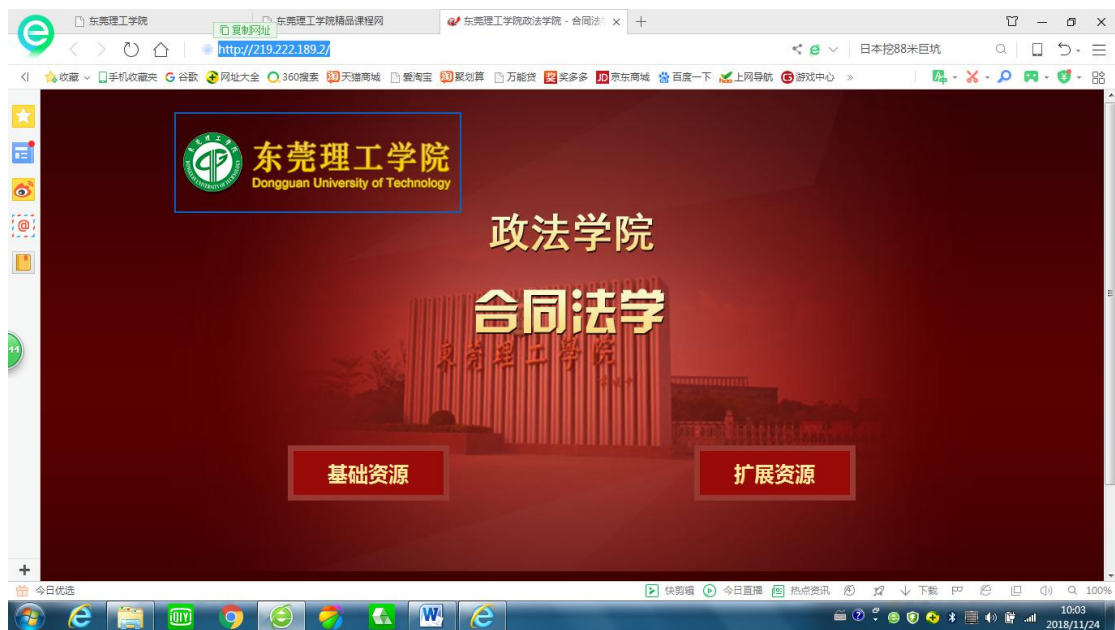 东莞理工学院
东莞理工学院精品课程网
东莞理工学院政法学院 - 合同法
复制网址
http://219.222.189.2/
日本挖88米巨坑
收藏
手机收藏夹
谷歌
网址大全
360搜索
天猫商城
爱淘宝
聚划算
万能贷
奖多多
京东商城
百度一下
上网导航
游戏中心
东莞理工学院
Dongguan University of Technology
政法学院
合同法学
東莞理工學院
基础资源
扩展资源
今日优选
快剪辑
今日直播
热点资讯
下载
100%
10:03
2018/11/24